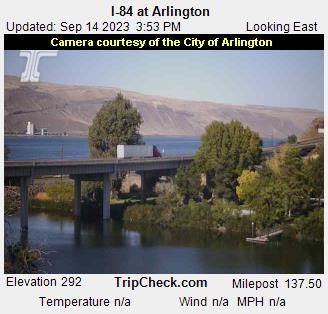 I-84 at Arlington
Updated: Sep 14 2023 3:53 PM Looking East
Camera courtesy of the City of Arlington
Elevation 292 TripCheck.com Milepost 137.50
Temperature n/a Wind n/a MPH n/a